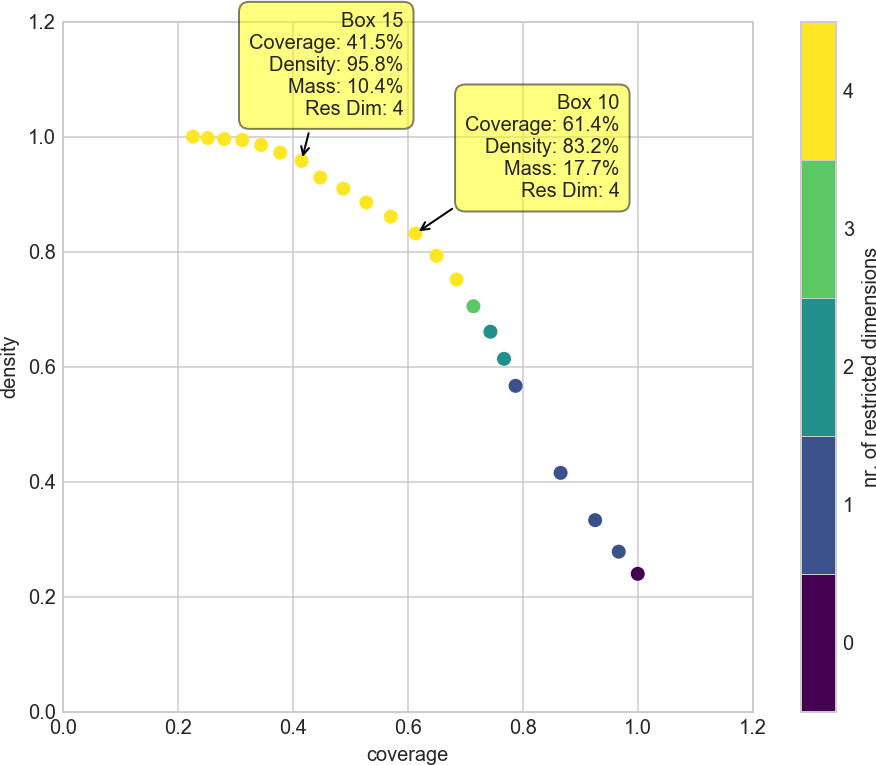 Box 15
Coverage: 41.5%
Density: 95.8%
Mass: 10.4%
Res Dim: 4
Box 10
Coverage: 61.4%
Density: 83.2%
Mass: 17.7%
Res Dim: 4
1.2
1.0
0.8
0.6
0.4
0.2
0.0
density
0.0 0.2 0.4 0.6 0.8 1.0 1.2
coverage
4
3
2
1
0
nr. of restricted dimensions